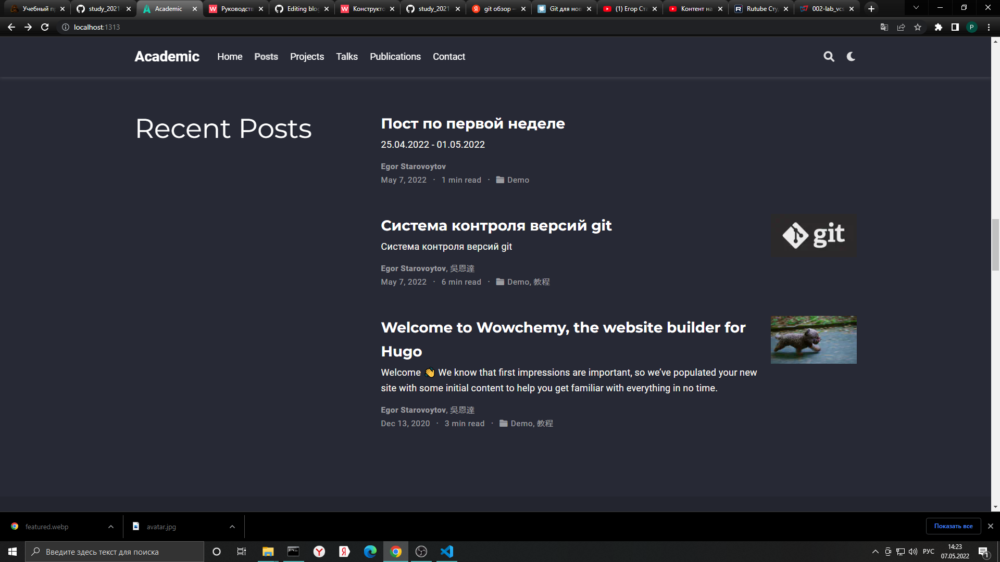 Учебный п
study_2021
Academic
Руководств
Editing blo
Конструкто
study_2021
git обзор –
Git для нов
(1) Егор Ста
Контент на
Rutube Сту
002-lab_vcs
localhost:1313
P
Academic
Home
Posts
Projects
Talks
Publications
Contact
Recent Posts
Пост по первой неделе
25.04.2022 - 01.05.2022
Egor Starovoytov
May 7, 2022 · 1 min read · Demo
Система контроля версий git
Система контроля версий git
Egor Starovoytov, 吳恩達
May 7, 2022 · 6 min read · Demo, 教程
git
Welcome to Wowchemy, the website builder for
Hugo
Welcome 👋 We know that first impressions are important, so we’ve populated your new
site with some initial content to help you get familiar with everything in no time.
Egor Starovoytov, 吳恩達
Dec 13, 2020 · 3 min read · Demo, 教程
featured.webp
avatar.jpg
Показать все
Введите здесь текст для поиска
РУС
14:23
07.05.2022
1